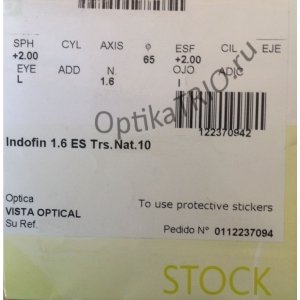 SPH CYL AXIS φ ESF CIL EJE
+2.00 65 +2.00
EYE ADD N. OJO ADIC
L 1.6 I
122370942
OptikaTRIO.ru
Indofin 1.6 ES Trs.Nat.10
Optica
VISTA OPTICAL
To use protective stickers
Su Ref.
Pedido Nº 0112237094
STOCK